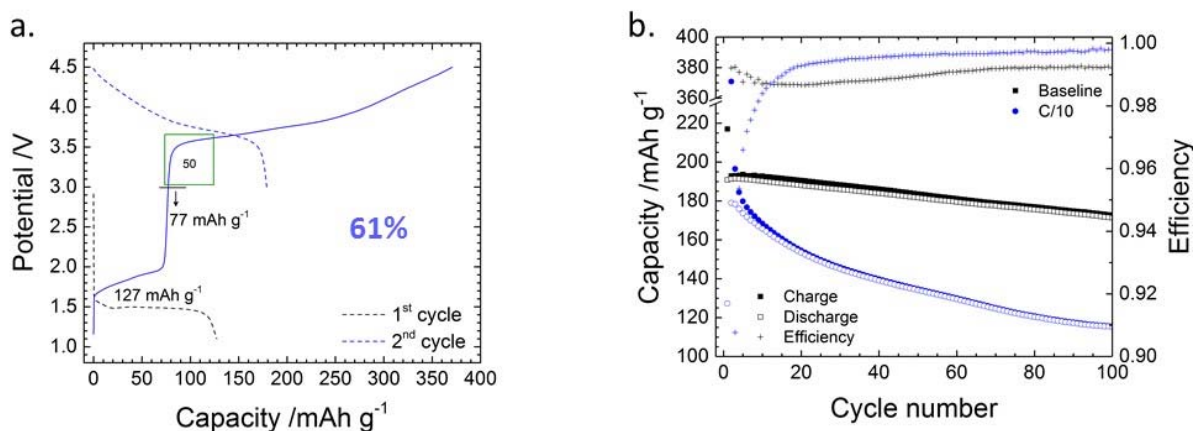 a.
4.5
4.0
3.5
3.0
2.5
2.0
1.5
1.0
Potential /V
50
77 mAh g⁻¹
61%
127 mAh g⁻¹
1ˢᵗ cycle
2ⁿᵈ cycle
0 50 100 150 200 250 300 350 400
Capacity /mAh g⁻¹
b.
400
380
360
220
200
180
160
140
120
100
Capacity /mAh g⁻¹
Baseline
C/10
Charge
Discharge
Efficiency
1.00
0.98
0.96
0.94
0.92
0.90
Efficiency
0 20 40 60 80 100
Cycle number